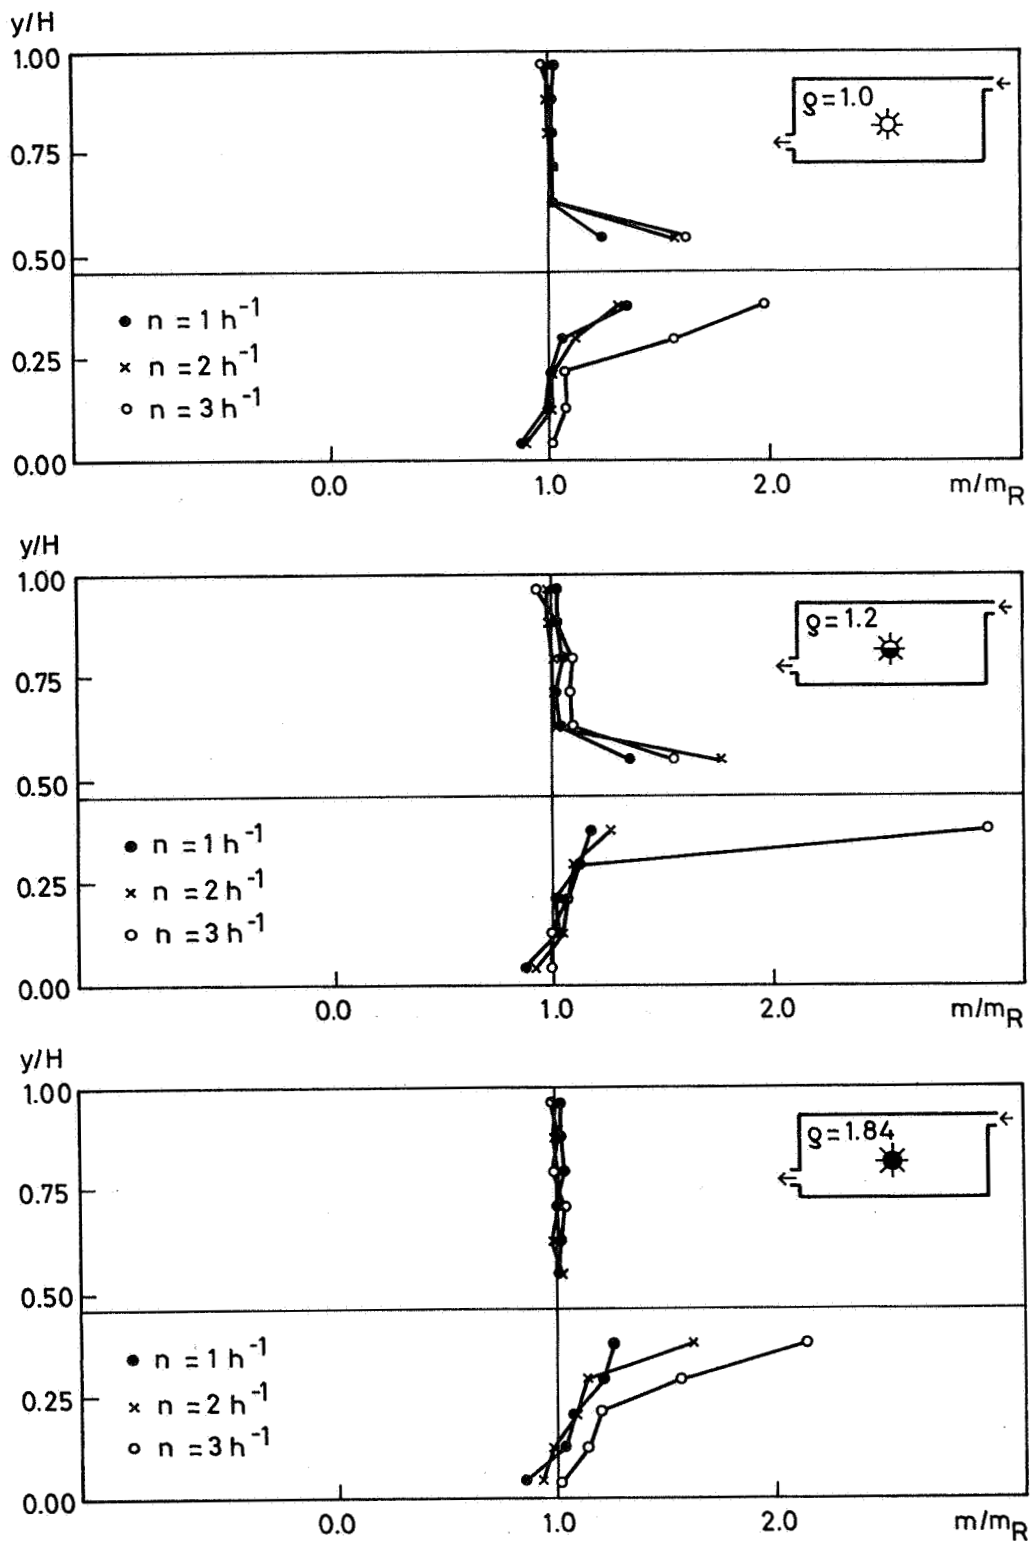 y/H
1.00
ρ=1.0
0.75
0.50
● n = 1 h⁻¹
0.25
× n = 2 h⁻¹
○ n = 3 h⁻¹
0.00
0.0 1.0 2.0 m/m_R
y/H
1.00
ρ=1.2
0.75
0.50
● n = 1 h⁻¹
0.25
× n = 2 h⁻¹
○ n = 3 h⁻¹
0.00
0.0 1.0 2.0 m/m_R
y/H
1.00
ρ=1.84
0.75
0.50
● n = 1 h⁻¹
0.25
× n = 2 h⁻¹
○ n = 3 h⁻¹
0.00
0.0 1.0 2.0 m/m_R